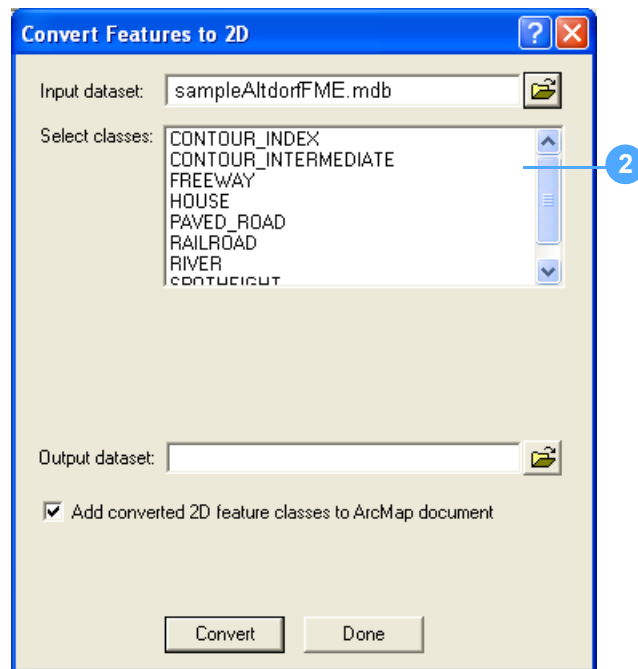 Convert Features to 2D
Input dataset: sampleAltdorfFME.mdb
Select classes: CONTOUR_INDEX
CONTOUR_INTERMEDIATE
2
FREEWAY
HOUSE
PAVED_ROAD
RAILROAD
RIVER
SPOTHEIGHT
Output dataset:
Add converted 2D feature classes to ArcMap document
Convert Done